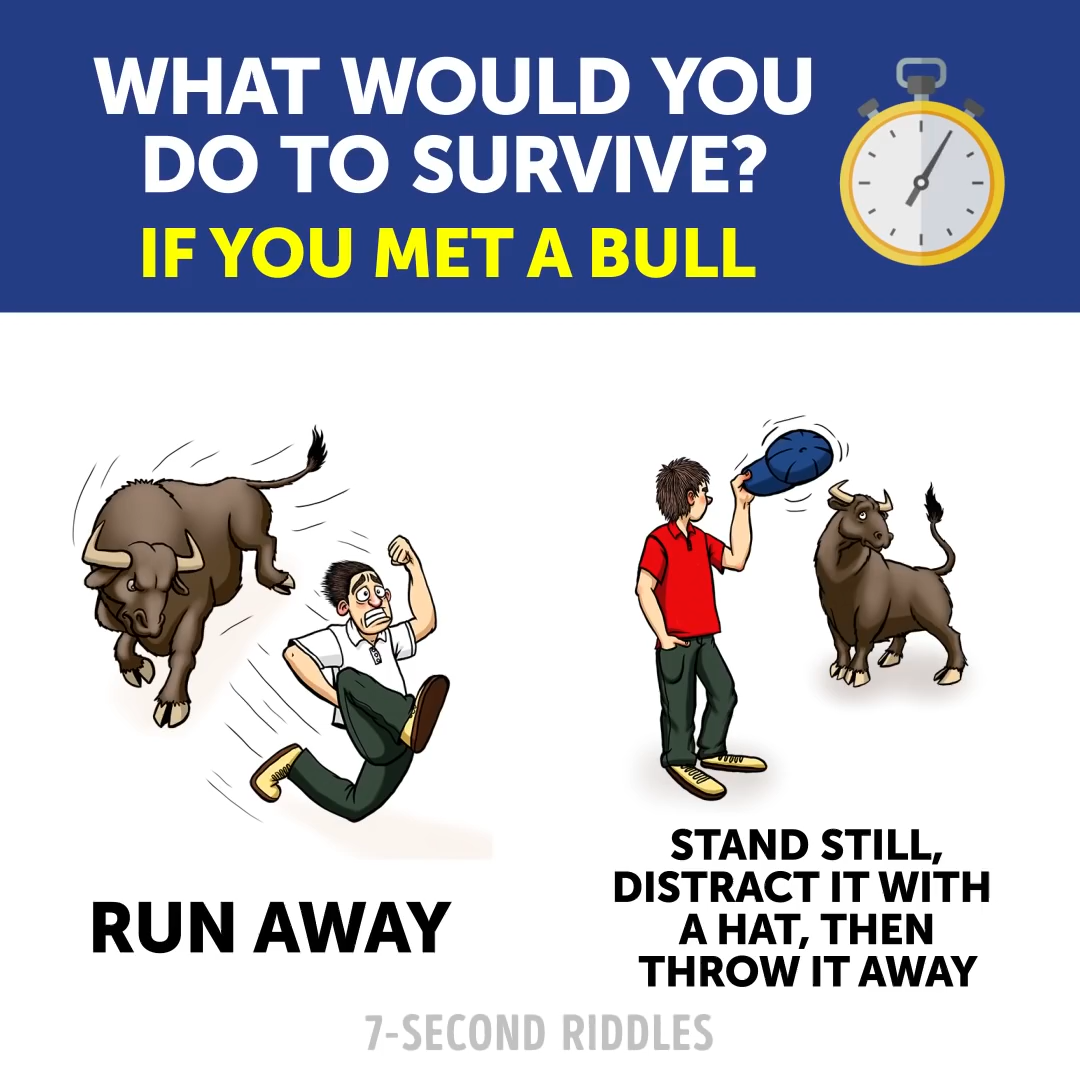 WHAT WOULD YOU
DO TO SURVIVE?
IF YOU MET A BULL
RUN AWAY
STAND STILL,
DISTRACT IT WITH
A HAT, THEN
THROW IT AWAY
7-SECOND RIDDLES